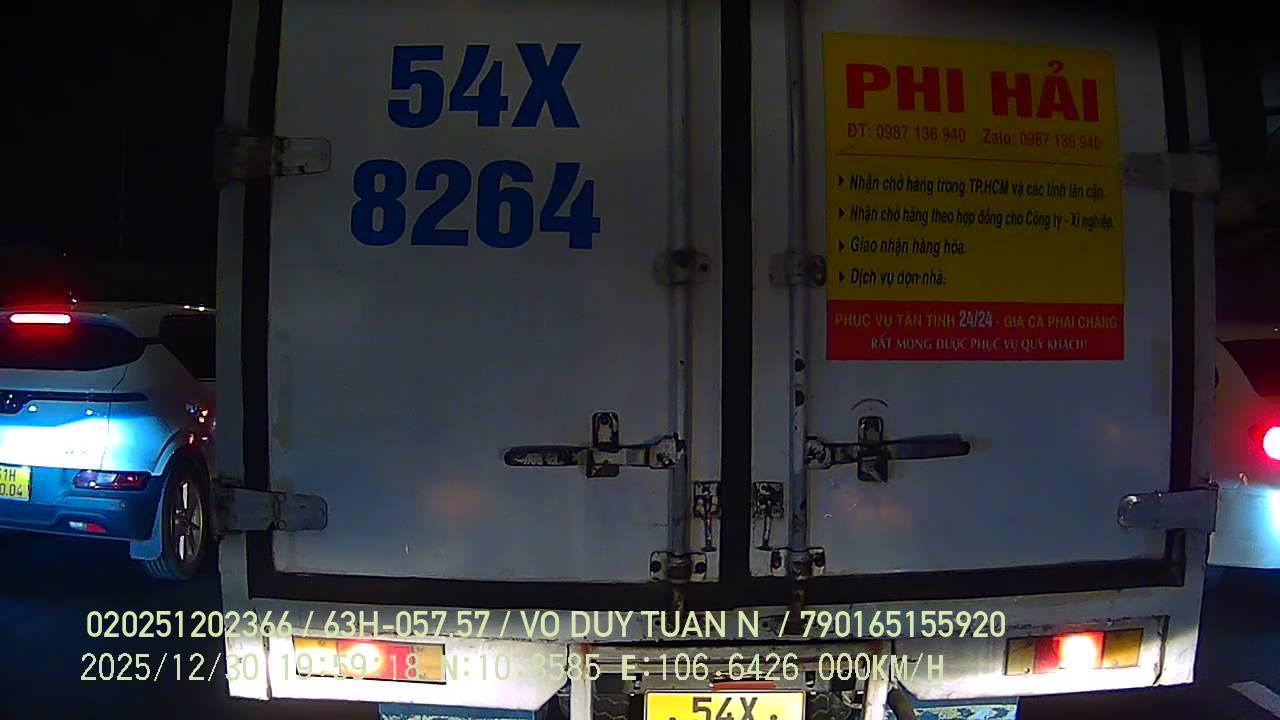 54X
8264
PHI HẢI
ĐT: 0987 136 940 Zalo: 0987 136 940
Nhận chở hàng trong TP.HCM và các tỉnh lân cận.
Nhận chở hàng theo hợp đồng cho Công ty - Xí nghiệp.
Giao nhận hàng hóa.
Dịch vụ dọn nhà.
PHỤC VỤ TẬN TÌNH 24/24 - GIÁ CẢ PHẢI CHĂNG
RẤT MONG ĐƯỢC PHỤC VỤ QUÝ KHÁCH!
020251202366 / 63H-057.57 / VO DUY TUAN N / 790165155920
2025/12/30 19:59:18 N:10.8585 E:106.6426 000KM/H
54X